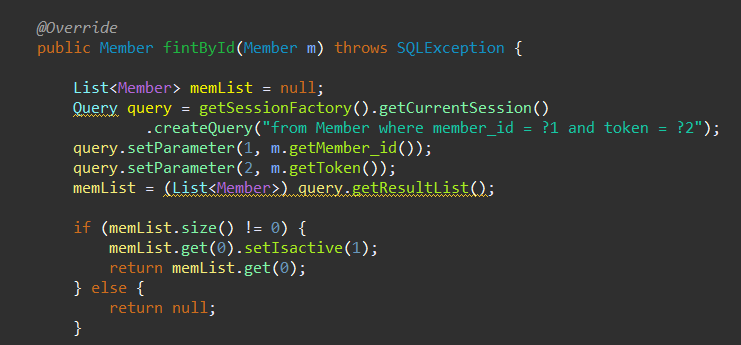 @Override
public Member fintById(Member m) throws SQLException {
List<Member> memList = null;
Query query = getSessionFactory().getCurrentSession()
.createQuery("from Member where member_id = ?1 and token = ?2");
query.setParameter(1, m.getMember_id());
query.setParameter(2, m.getToken());
memList = (List<Member>) query.getResultList();
if (memList.size() != 0) {
memList.get(0).setIsactive(1);
return memList.get(0);
} else {
return null;
}